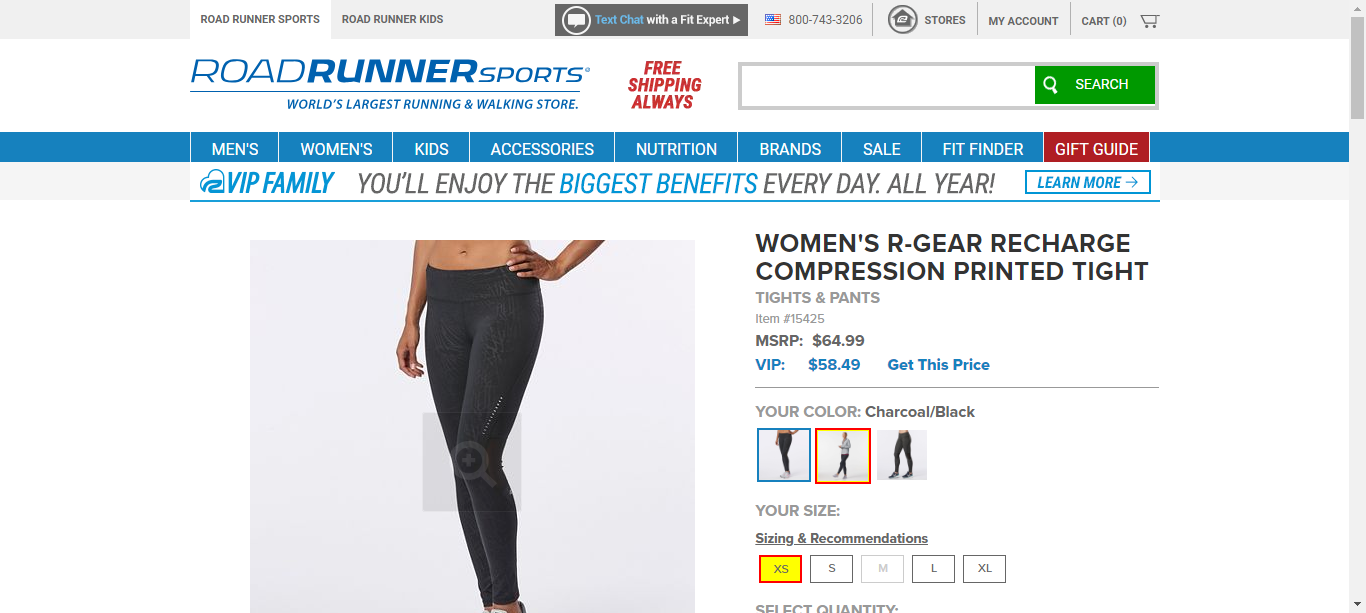 ROAD RUNNER SPORTS
ROAD RUNNER KIDS
Text Chat with a Fit Expert
800-743-3206
STORES
MY ACCOUNT
CART (0)
ROADRUNNERSPORTS®
WORLD'S LARGEST RUNNING & WALKING STORE.
FREE
SHIPPING
ALWAYS
SEARCH
MEN'S
WOMEN'S
KIDS
ACCESSORIES
NUTRITION
BRANDS
SALE
FIT FINDER
GIFT GUIDE
VIP FAMILY
YOU'LL ENJOY THE BIGGEST BENEFITS EVERY DAY. ALL YEAR!
LEARN MORE →
WOMEN'S R-GEAR RECHARGE
COMPRESSION PRINTED TIGHT
TIGHTS & PANTS
Item #15425
MSRP: $64.99
VIP: $58.49 Get This Price
YOUR COLOR: Charcoal/Black
YOUR SIZE:
Sizing & Recommendations
XS
S
M
L
XL
SELECT QUANTITY: